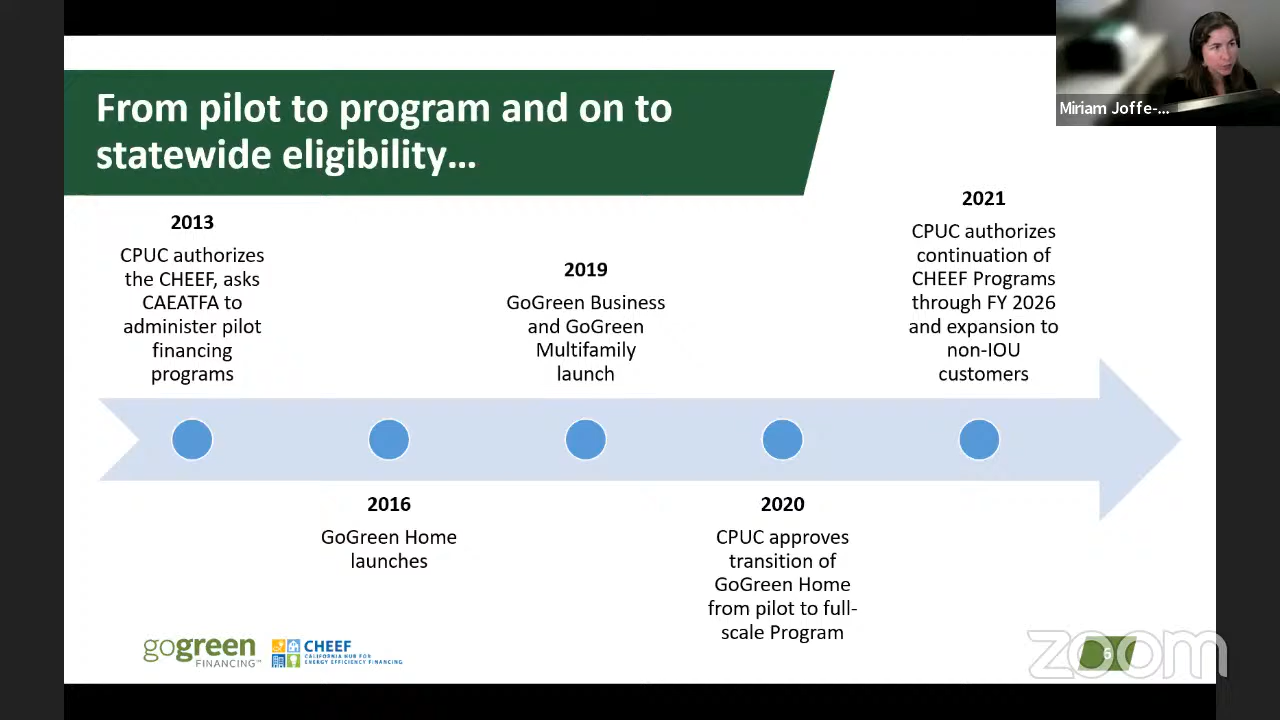 From pilot to program and on to
statewide eligibility…
Miriam Joffe-...
2013
CPUC authorizes
the CHEEF, asks
CAEATFA to
administer pilot
financing
programs
2016
GoGreen Home
launches
2019
GoGreen Business
and GoGreen
Multifamily
launch
2020
CPUC approves
transition of
GoGreen Home
from pilot to full-
scale Program
2021
CPUC authorizes
continuation of
CHEEF Programs
through FY 2026
and expansion to
non-IOU
customers
gogreen
FINANCING™
CHEEF
CALIFORNIA HUB FOR
ENERGY EFFICIENCY FINANCING
6
zoom